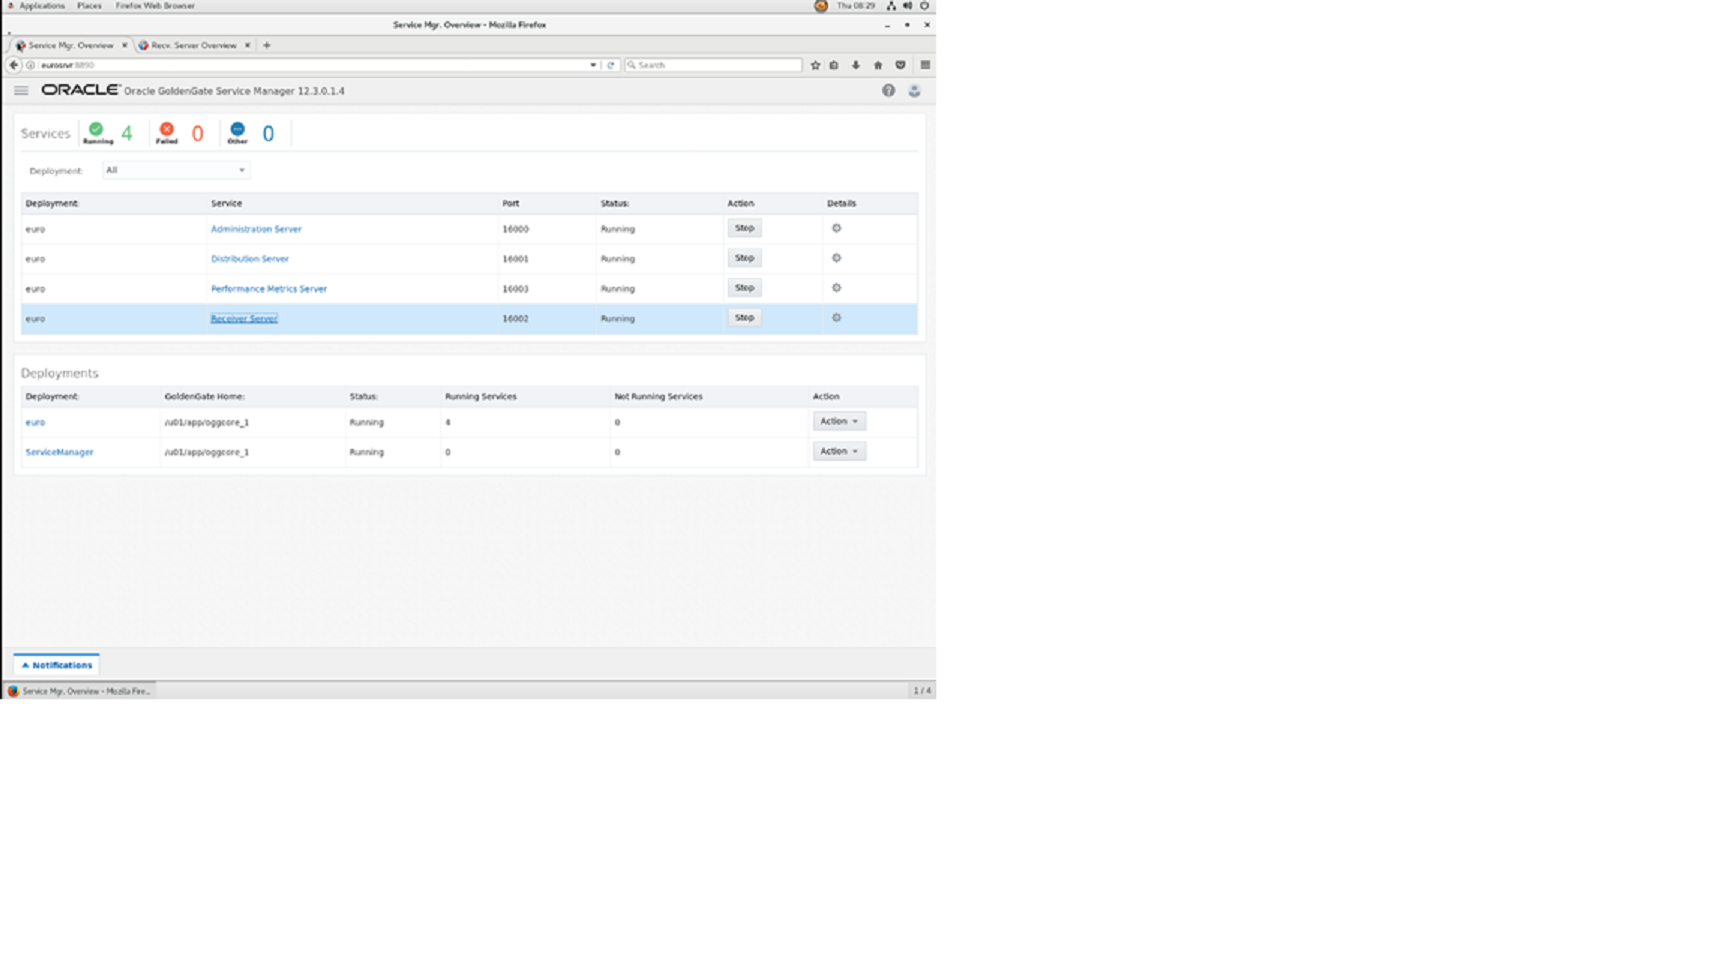 Applications Places Firefox Web Browser Thu 08:29
Service Mgr. Overview - Mozilla Firefox
Service Mgr. Overview Recv. Server Overview
eurosrvr:8890 Search
ORACLE Oracle GoldenGate Service Manager 12.3.0.1.4
Services Running 4 Failed 0 Other 0
Deployment: All
Deployment: Service Port Status: Action Details
euro Administration Server 16000 Running Stop
euro Distribution Server 16001 Running Stop
euro Performance Metrics Server 16003 Running Stop
euro Receiver Server 16002 Running Stop
Deployments
Deployment: GoldenGate Home: Status: Running Services Not Running Services Action
euro /u01/app/oggcore_1 Running 4 0 Action
ServiceManager /u01/app/oggcore_1 Running 0 0 Action
Notifications
Service Mgr. Overview - Mozilla Fire... 1 / 4